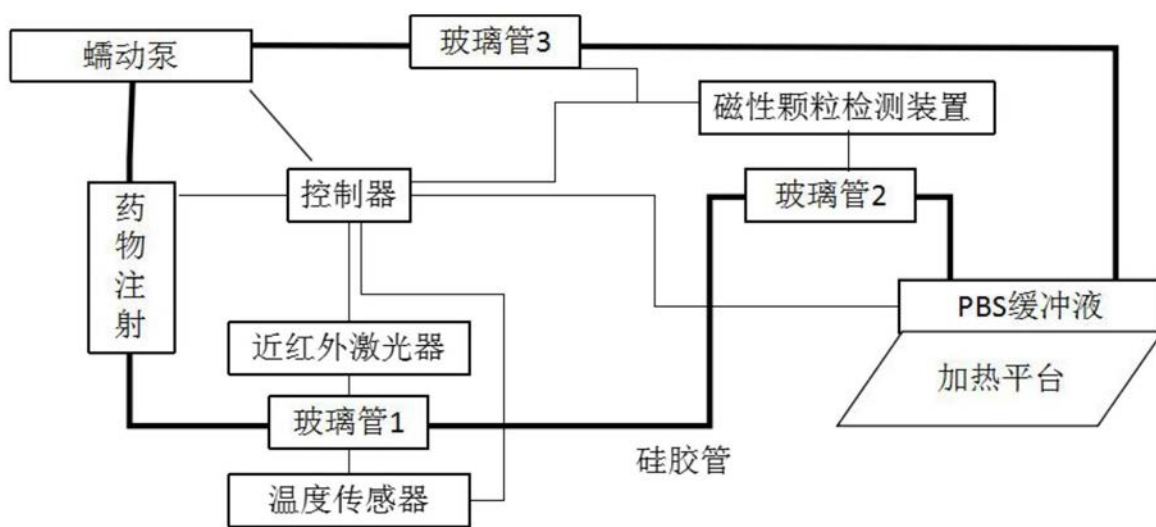 玻璃管3
蠕动泵
磁性颗粒检测装置
控制器
玻璃管2
药
物
注
射
PBS缓冲液
近红外激光器
加热平台
玻璃管1
硅胶管
温度传感器